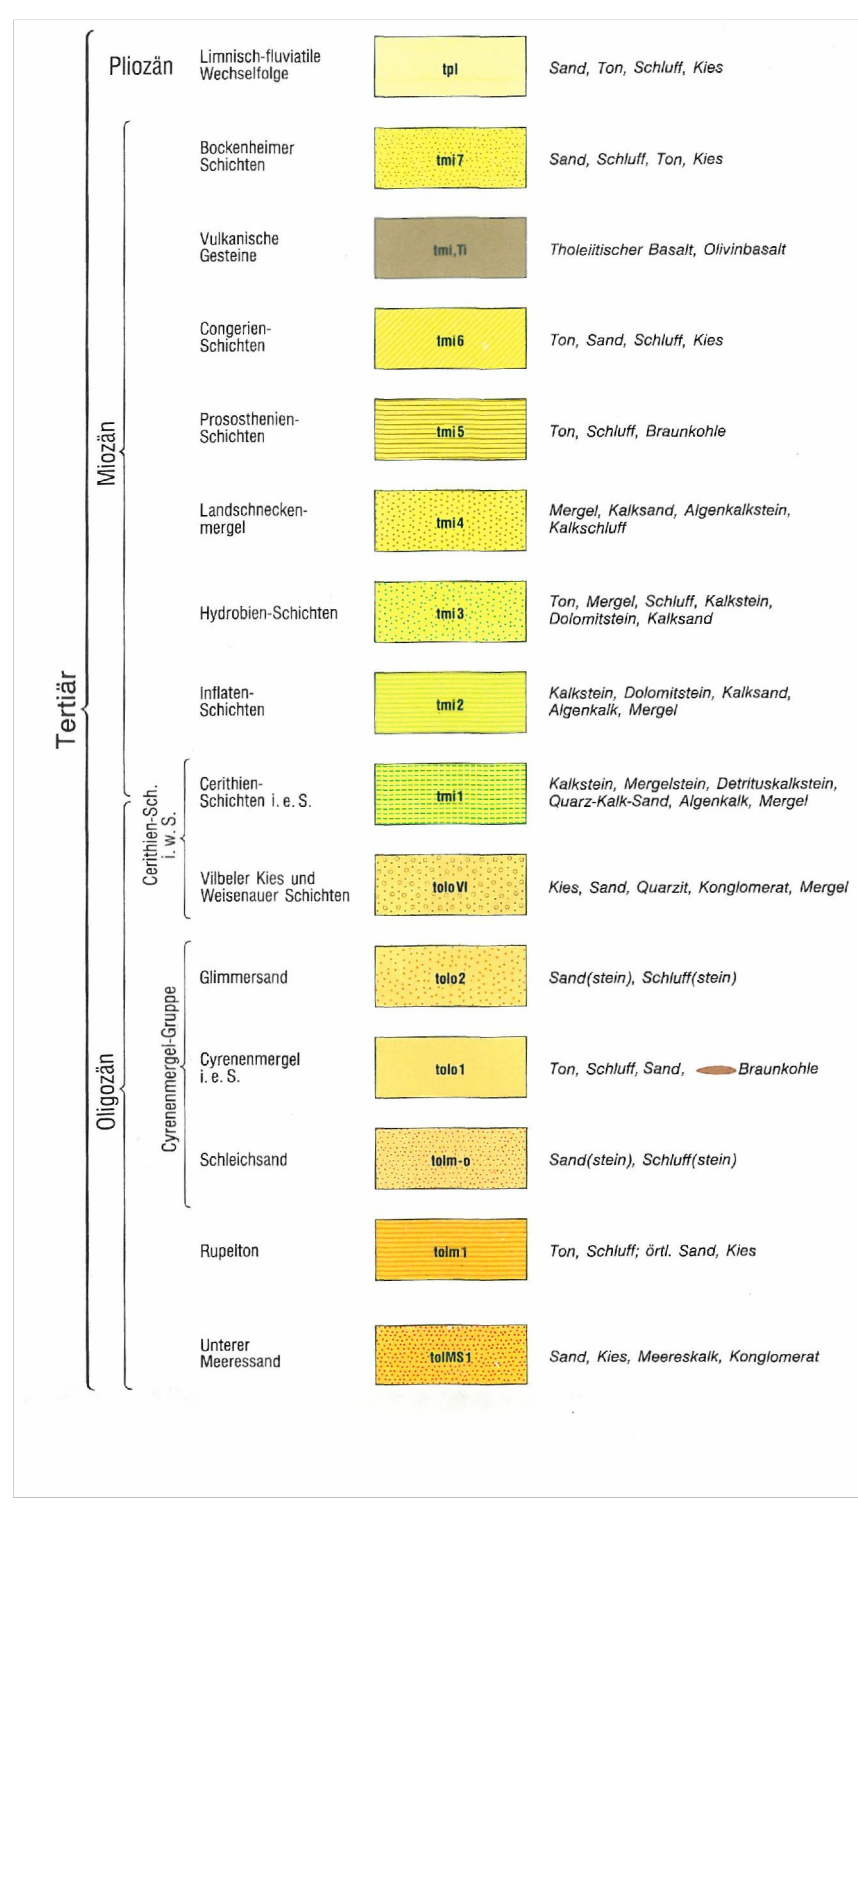 Tertiär
Pliozän
Limnisch-fluviatile
Wechselfolge
tpl
Sand, Ton, Schluff, Kies
Miozän
Bockenheimer
Schichten
tmi7
Sand, Schluff, Ton, Kies
Vulkanische
Gesteine
tmi,Ti
Tholeiitischer Basalt, Olivinbasalt
Congerien-
Schichten
tmi6
Ton, Sand, Schluff, Kies
Prososthenien-
Schichten
tmi5
Ton, Schluff, Braunkohle
Landschnecken-
mergel
tmi4
Mergel, Kalksand, Algenkalkstein,
Kalkschluff
Hydrobien-Schichten
tmi3
Ton, Mergel, Schluff, Kalkstein,
Dolomitstein, Kalksand
Inflaten-
Schichten
tmi2
Kalkstein, Dolomitstein, Kalksand,
Algenkalk, Mergel
Cerithien-Sch.
i. w. S.
Cerithien-
Schichten i. e. S.
tmi1
Kalkstein, Mergelstein, Detrituskalkstein,
Quarz-Kalk-Sand, Algenkalk, Mergel
Oligozän
Vilbeler Kies und
Weisenauer Schichten
toloVI
Kies, Sand, Quarzit, Konglomerat, Mergel
Cyrenenmergel-Gruppe
Glimmersand
tolo2
Sand(stein), Schluff(stein)
Cyrenenmergel
i. e. S.
tolo1
Ton, Schluff, Sand, Braunkohle
Schleichsand
tolm-o
Sand(stein), Schluff(stein)
Rupelton
tolm1
Ton, Schluff; örtl. Sand, Kies
Unterer
Meeressand
tolMS1
Sand, Kies, Meereskalk, Konglomerat